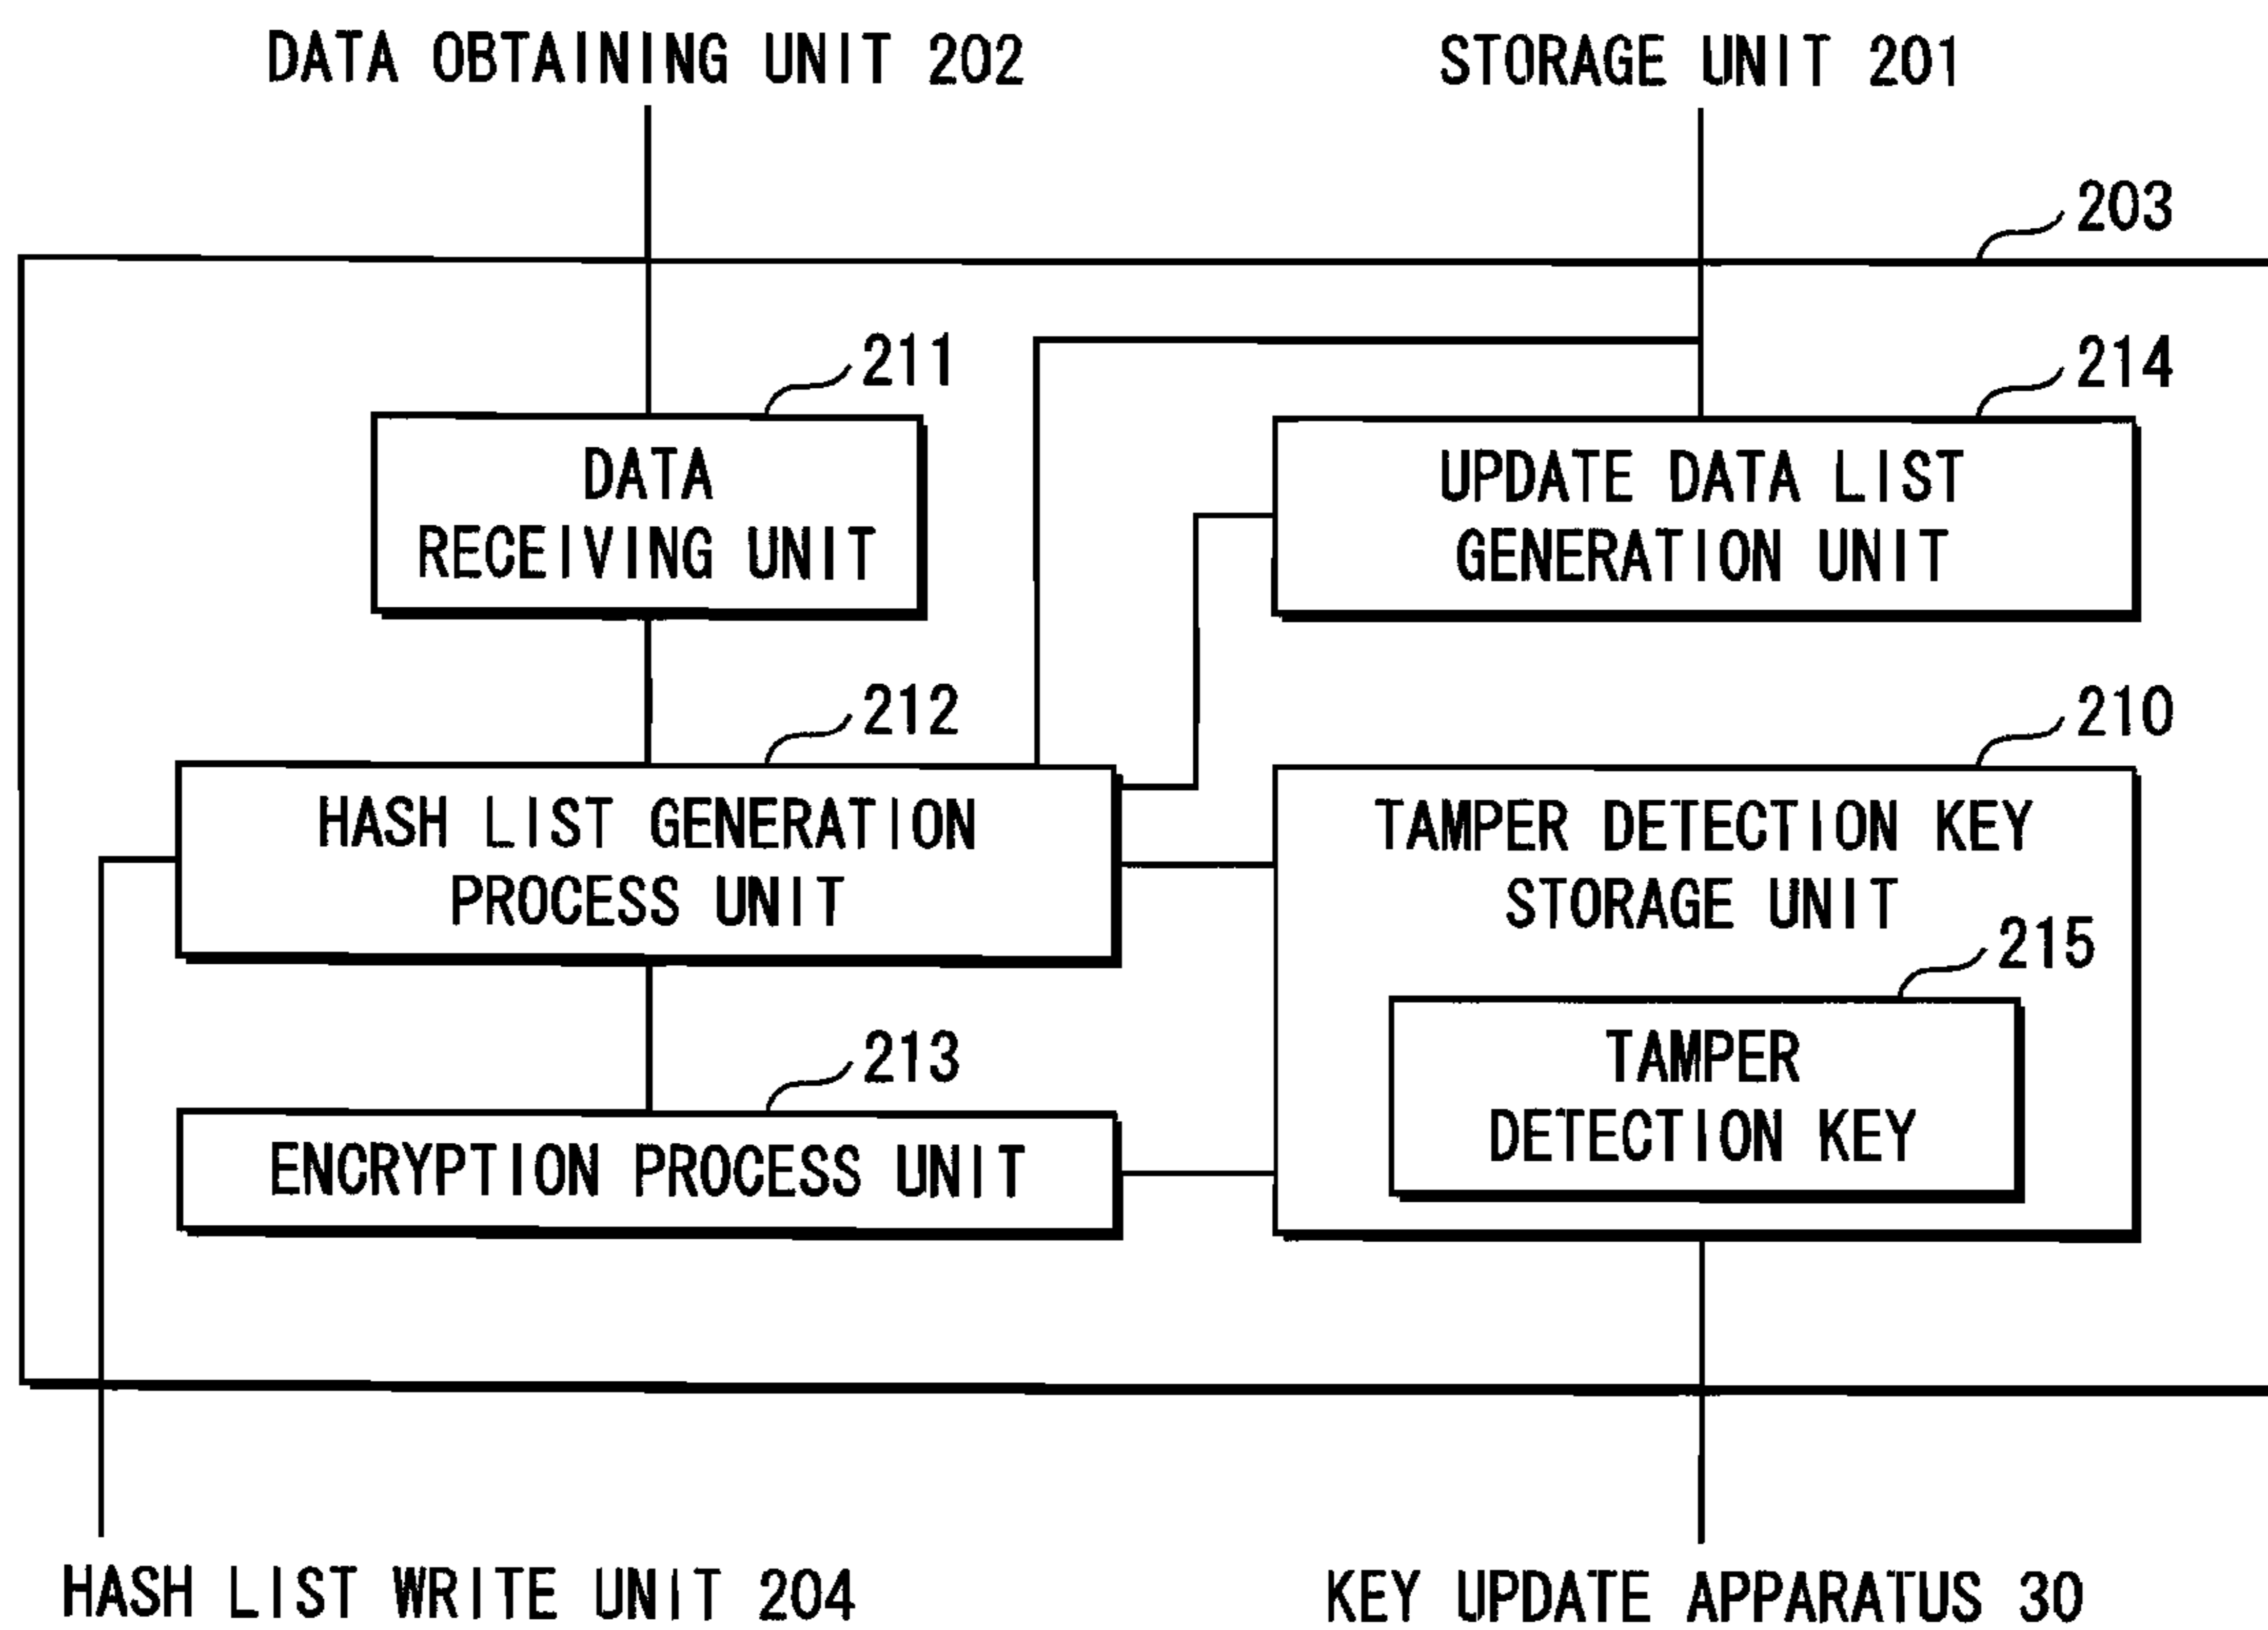 DATA OBTAINING UNIT 202
STORAGE UNIT 201
203
211
214
DATA
RECEIVING UNIT
UPDATE DATA LIST
GENERATION UNIT
212
210
HASH LIST GENERATION
PROCESS UNIT
TAMPER DETECTION KEY
STORAGE UNIT
215
213
TAMPER
DETECTION KEY
ENCRYPTION PROCESS UNIT
HASH LIST WRITE UNIT 204
KEY UPDATE APPARATUS 30